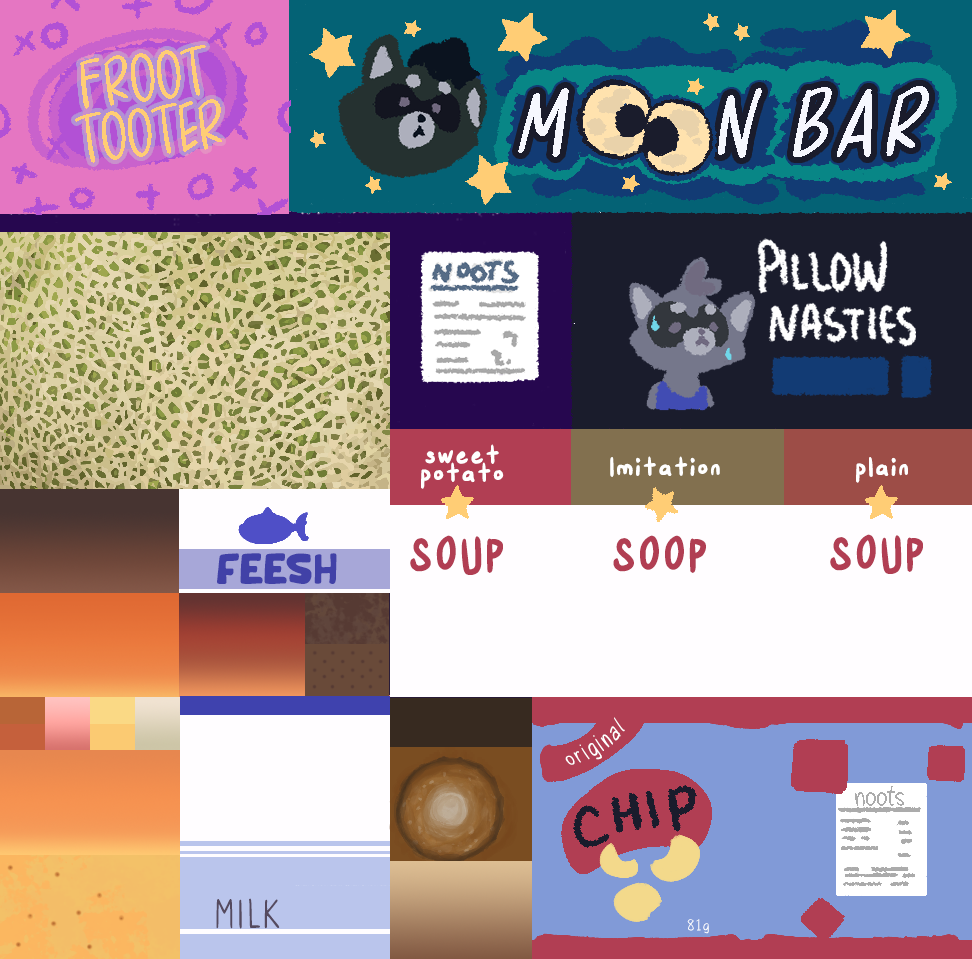 FROOT
TOOTER
MOON BAR
NOOTS
PILLOW
NASTIES
sweet
potato
Imitation
plain
FEESH
SOUP
SOOP
SOUP
original
CHIP
noots
MILK
81g